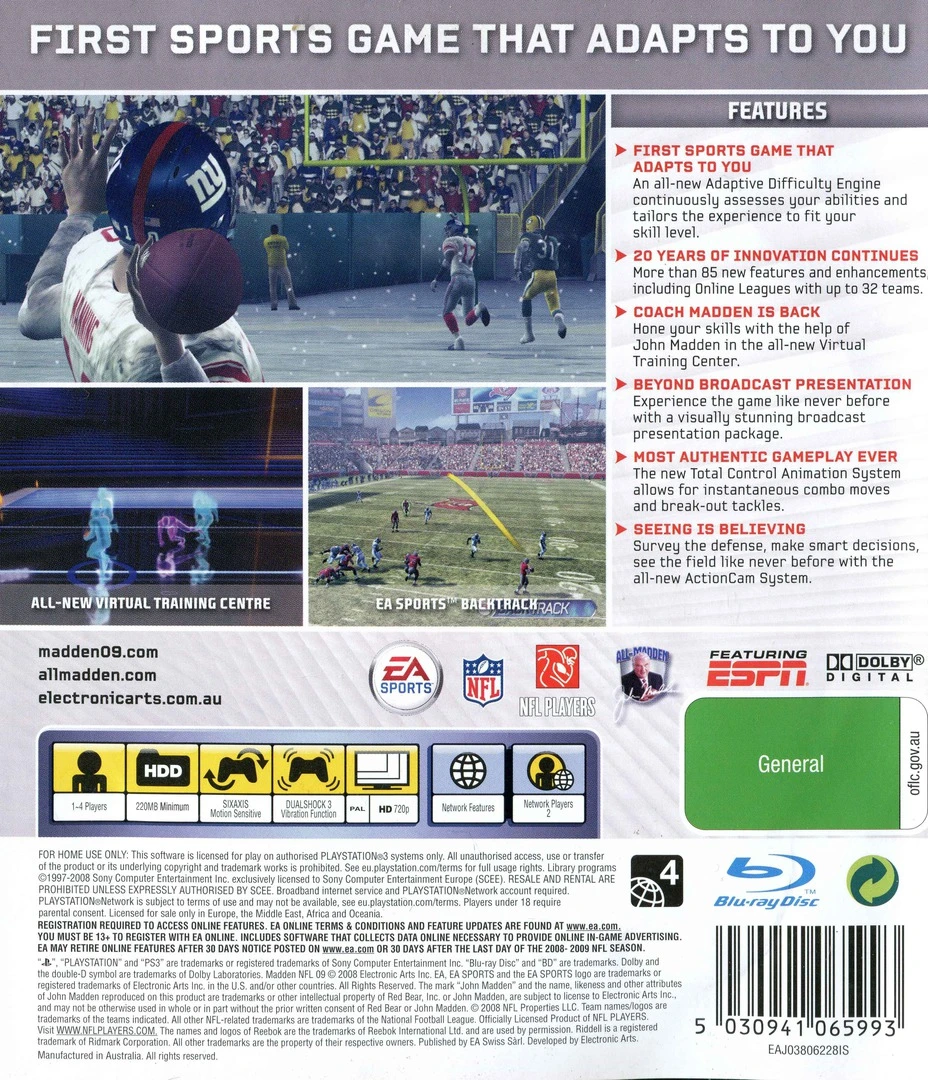 FIRST SPORTS GAME THAT ADAPTS TO YOU
ny
MNG
17
31
FEATURES
FIRST SPORTS GAME THAT
ADAPTS TO YOU
An all-new Adaptive Difficulty Engine
continuously assesses your abilities and
tailors the experience to fit your
skill level.
20 YEARS OF INNOVATION CONTINUES
More than 85 new features and enhancements,
including Online Leagues with up to 32 teams.
COACH MADDEN IS BACK
Hone your skills with the help of
John Madden in the all-new Virtual
Training Center.
BEYOND BROADCAST PRESENTATION
Experience the game like never before
with a visually stunning broadcast
presentation package.
MOST AUTHENTIC GAMEPLAY EVER
The new Total Control Animation System
allows for instantaneous combo moves
and break-out tackles.
SEEING IS BELIEVING
Survey the defense, make smart decisions,
see the field like never before with the
all-new ActionCam System.
ALL-NEW VIRTUAL TRAINING CENTRE
EA SPORTS™ BACKTRACK
madden09.com
allmadden.com
electronicarts.com.au
EA SPORTS
NFL
NFL PLAYERS
ALL-MADDEN
FEATURING
ESPN
DOLBY®
DIGITAL
General
oflc.gov.au
HDD
1-4 Players
220MB Minimum
SIXAXIS
Motion Sensitive
DUALSHOCK 3
Vibration Function
PAL
HD 720p
Network Features
Network Players
2
FOR HOME USE ONLY: This software is licensed for play on authorised PLAYSTATION®3 systems only. All unauthorised access, use or transfer
of the product or its underlying copyright and trademark works is prohibited. See eu.playstation.com/terms for full usage rights. Library programs
©1997-2008 Sony Computer Entertainment Inc. exclusively licensed to Sony Computer Entertainment Europe (SCEE). RESALE AND RENTAL ARE
PROHIBITED UNLESS EXPRESSLY AUTHORISED BY SCEE. Broadband internet service and PLAYSTATION®Network account required.
PLAYSTATION®Network is subject to terms of use and may not be available, see eu.playstation.com/terms. Players under 18 require
parental consent. Licensed for sale only in Europe, the Middle East, Africa and Oceania.
REGISTRATION REQUIRED TO ACCESS ONLINE FEATURES. EA ONLINE TERMS & CONDITIONS AND FEATURE UPDATES ARE FOUND AT www.ea.com.
YOU MUST BE 13+ TO REGISTER WITH EA ONLINE. INCLUDES SOFTWARE THAT COLLECTS DATA ONLINE NECESSARY TO PROVIDE ONLINE IN-GAME ADVERTISING.
EA MAY RETIRE ONLINE FEATURES AFTER 30 DAYS NOTICE POSTED ON www.ea.com OR 30 DAYS AFTER THE LAST DAY OF THE 2008- 2009 NFL SEASON.
"", "PLAYSTATION" and "PS3" are trademarks or registered trademarks of Sony Computer Entertainment Inc. "Blu-ray Disc" and "BD" are trademarks. Dolby and
the double-D symbol are trademarks of Dolby Laboratories. Madden NFL 09 © 2008 Electronic Arts Inc. EA, EA SPORTS and the EA SPORTS logo are trademarks or
registered trademarks of Electronic Arts Inc. in the U.S. and/or other countries. All Rights Reserved. The mark "John Madden" and the name, likeness and other attributes
of John Madden reproduced on this product are trademarks or other intellectual property of Red Bear, Inc. or John Madden, are subject to license to Electronic Arts Inc.,
and may not be otherwise used in whole or in part without the prior written consent of Red Bear or John Madden. © 2008 NFL Properties LLC. Team names/logos are
trademarks of the teams indicated. All other NFL-related trademarks are trademarks of the National Football League. Officially Licensed Product of NFL PLAYERS.
Visit WWW.NFLPLAYERS.COM. The names and logos of Reebok are the trademarks of Reebok International Ltd. and are used by permission. Riddell is a registered
trademark of Ridmark Corporation. All other trademarks are the property of their respective owners. Published by EA Swiss Sàrl. Developed by Electronic Arts.
Manufactured in Australia. All rights reserved.
4
Blu-ray Disc™
5 030941 065993
EAJ03806228IS